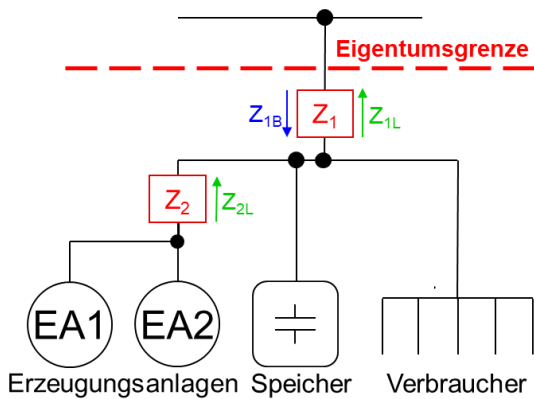 Eigentumsgrenze
Z1B Z1 Z1L
Z2 Z2L
EA1 EA2
Erzeugungsanlagen Speicher Verbraucher